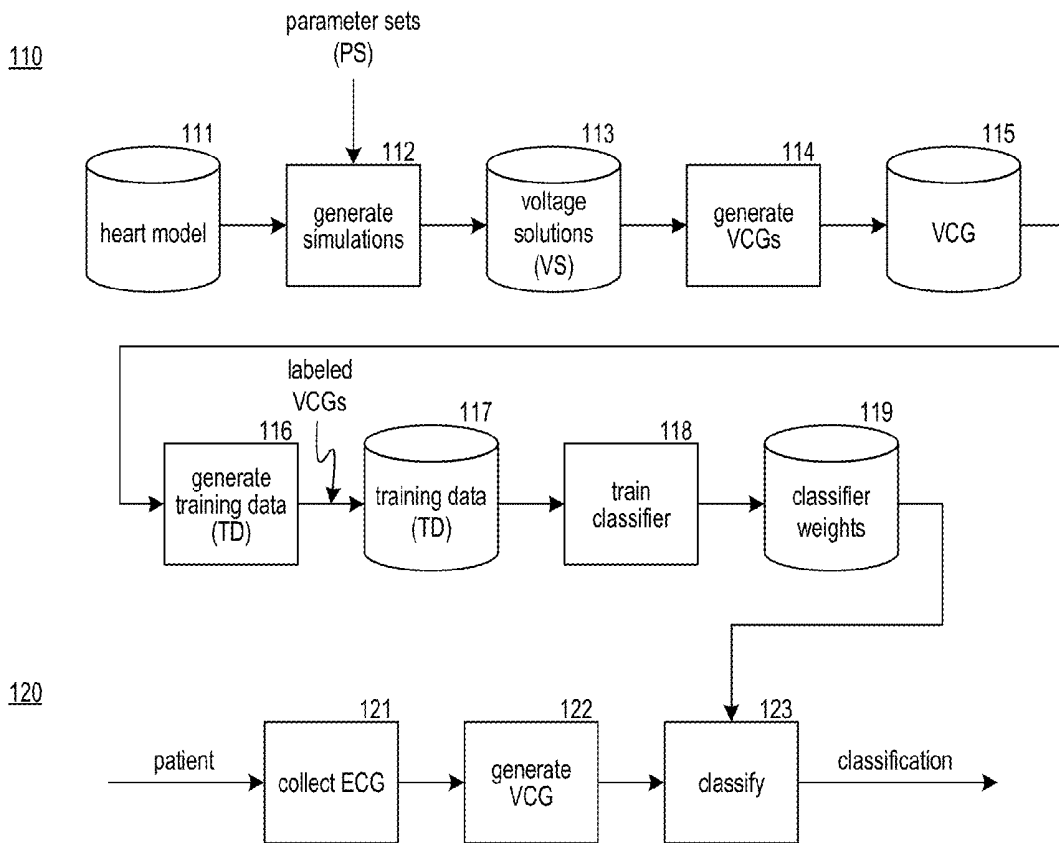 110
parameter sets
(PS)
111
heart model
112
generate
simulations
113
voltage
solutions
(VS)
114
generate
VCGs
115
VCG
labeled
VCGs
116
generate
training data
(TD)
117
training data
(TD)
118
train
classifier
119
classifier
weights
120
patient
121
collect ECG
122
generate
VCG
123
classify
classification